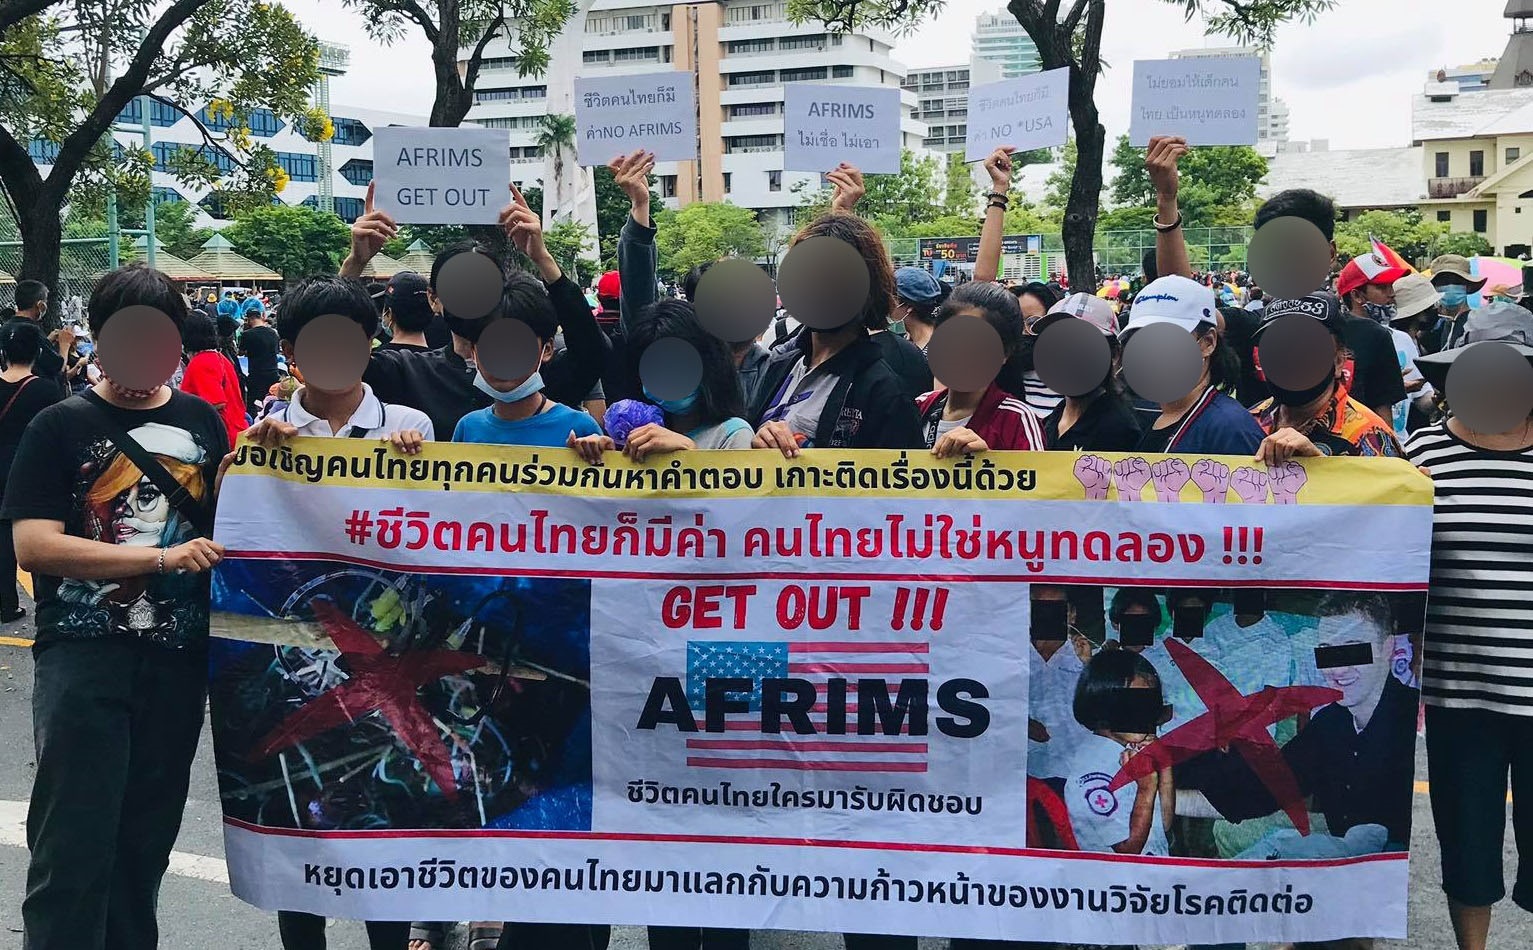 AFRIMS
GET OUT
ชีวิตคนไทยก็มี
ค่าNO AFRIMS
AFRIMS
ไม่เชื่อ ไม่เอา
ชีวิตคนไทยก็มี
ค่า NO *USA
ไม่ยอมให้เด็กคน
ไทย เป็นหนูทดลอง
50
Champion
53
ขอเชิญคนไทยทุกคนร่วมกันหาคำตอบ เกาะติดเรื่องนี้ด้วย
#ชีวิตคนไทยก็มีค่า คนไทยไม่ใช่หนูทดลอง !!!
GET OUT !!!
AFRIMS
ชีวิตคนไทยใครมารับผิดชอบ
หยุดเอาชีวิตของคนไทยมาแลกกับความก้าวหน้าของงานวิจัยโรคติดต่อ